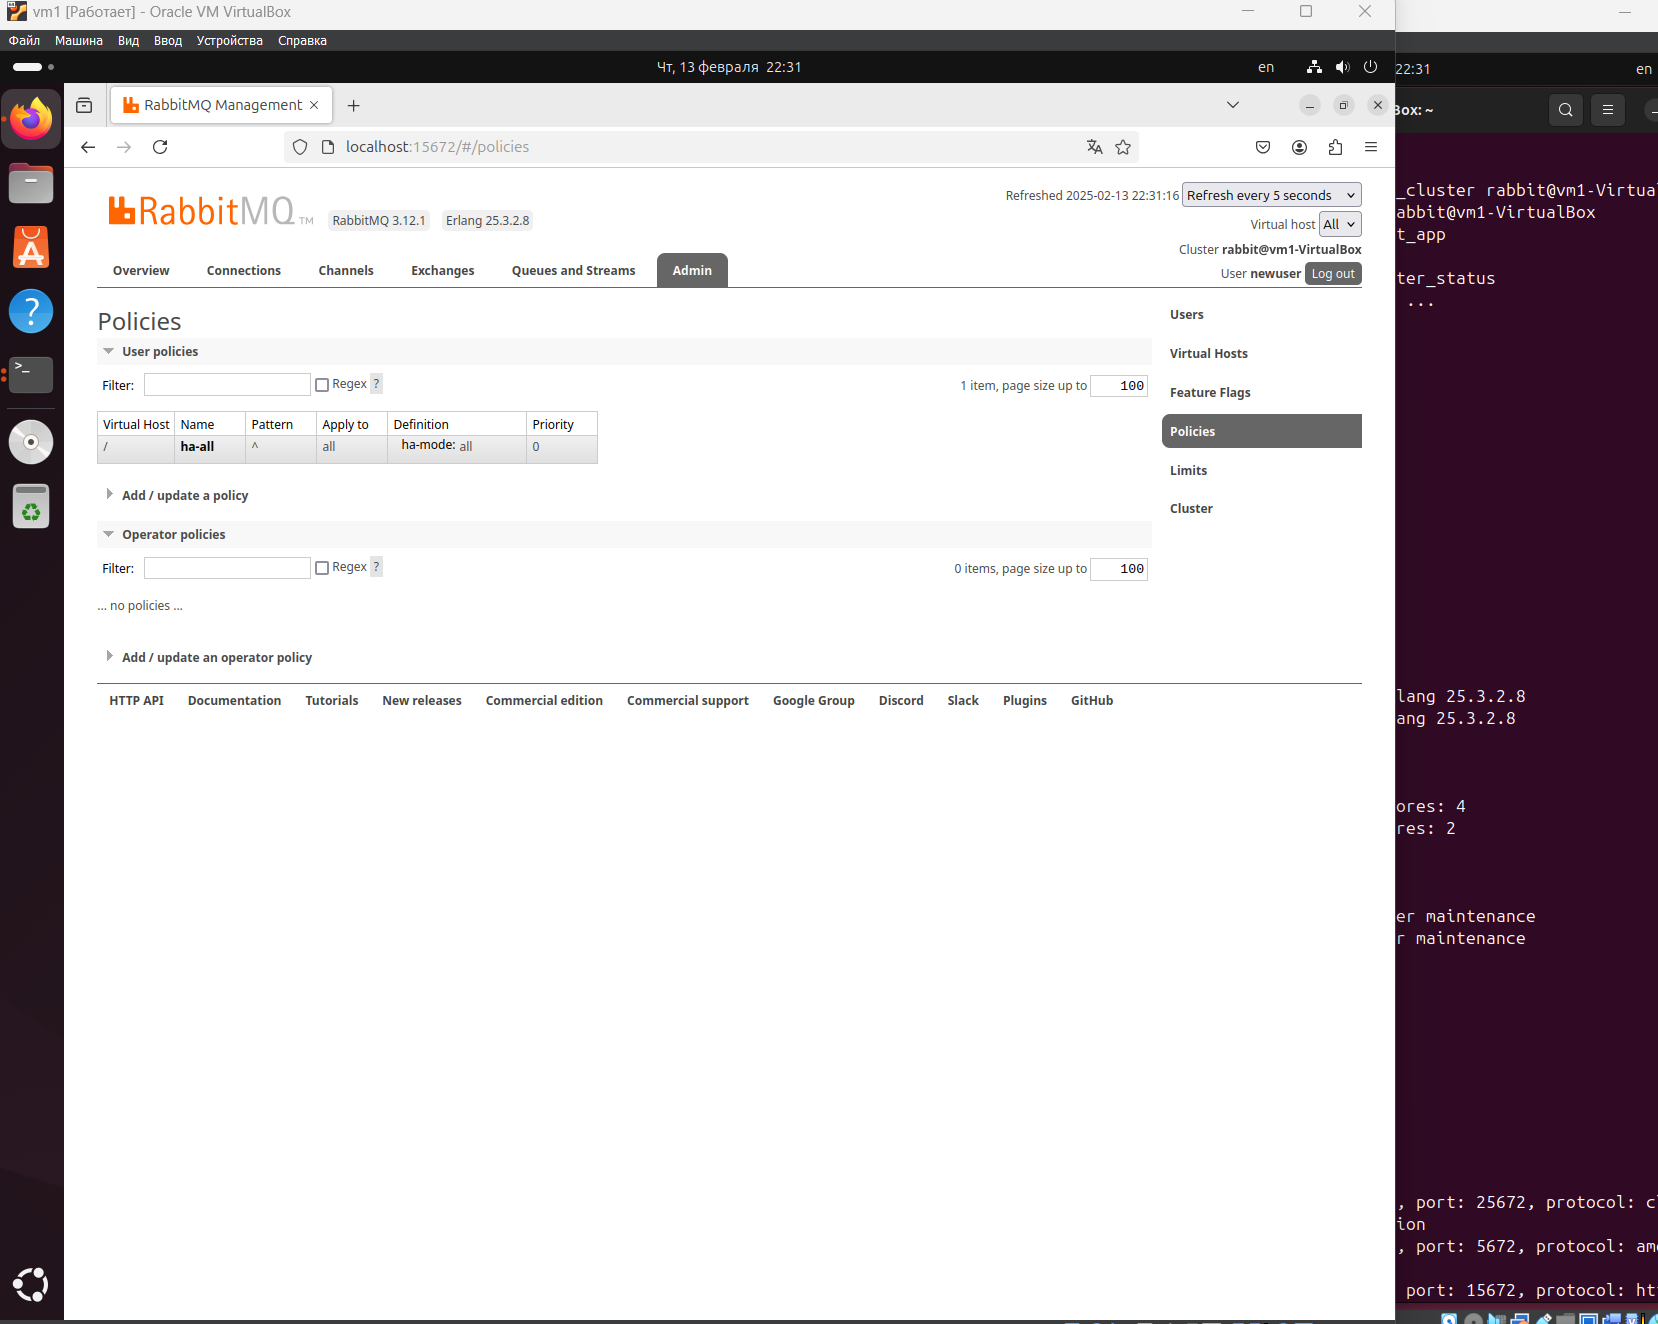 vm1 [Работает] - Oracle VM VirtualBox
Файл Машина Вид Ввод Устройства Справка
Чт, 13 февраля 22:31
en
22:31
en
RabbitMQ Management
Box: ~
localhost:15672/#/policies
RabbitMQ TM
RabbitMQ 3.12.1
Erlang 25.3.2.8
Refreshed 2025-02-13 22:31:16
Refresh every 5 seconds
Virtual host All
Cluster rabbit@vm1-VirtualBox
User newuser Log out
Overview Connections Channels Exchanges Queues and Streams Admin
Policies
User policies
Filter: Regex ?
1 item, page size up to 100
Virtual Host Name Pattern Apply to Definition Priority
/ ha-all ^ all ha-mode: all 0
Add / update a policy
Operator policies
Filter: Regex ?
0 items, page size up to 100
... no policies ...
Add / update an operator policy
Users
Virtual Hosts
Feature Flags
Policies
Limits
Cluster
HTTP API Documentation Tutorials New releases Commercial edition Commercial support Google Group Discord Slack Plugins GitHub
_cluster rabbit@vm1-Virtual
abbit@vm1-VirtualBox
t_app
ter_status
...
lang 25.3.2.8
ang 25.3.2.8
ores: 4
res: 2
er maintenance
r maintenance
, port: 25672, protocol: cl
ion
, port: 5672, protocol: am
port: 15672, protocol: ht